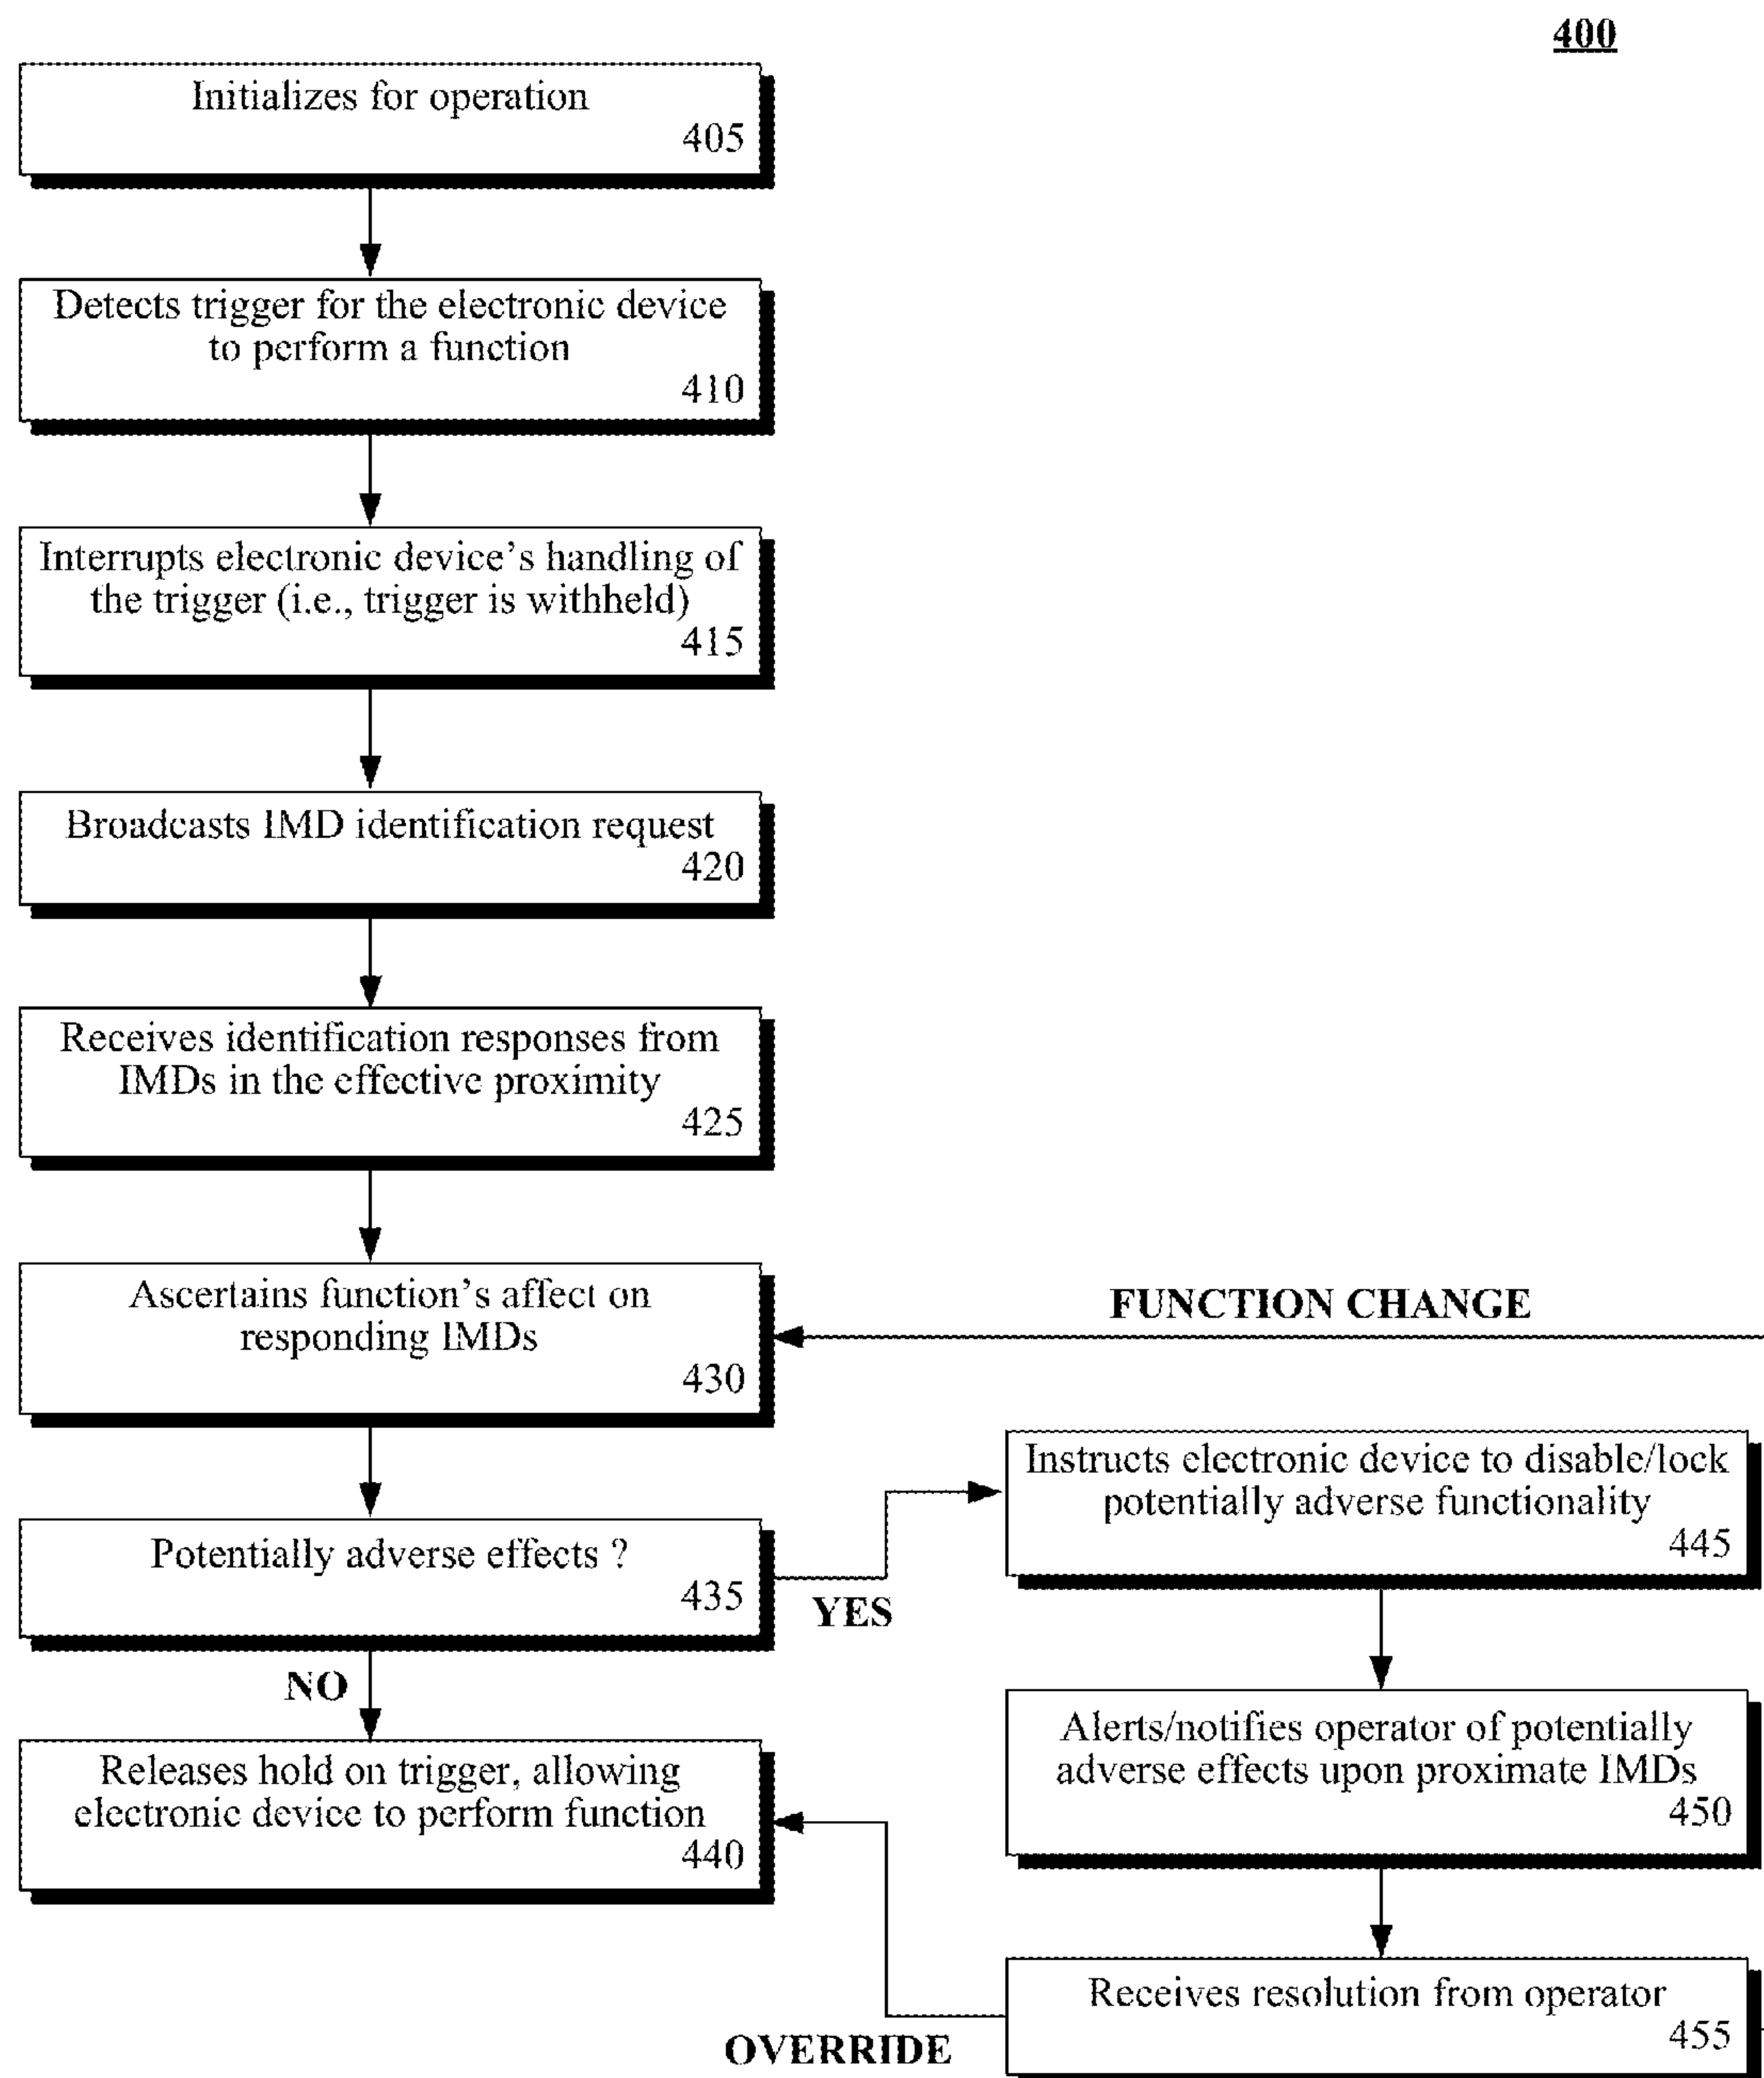 400
Initializes for operation
405
Detects trigger for the electronic device
to perform a function
410
Interrupts electronic device's handling of
the trigger (i.e., trigger is withheld)
415
Broadcasts IMD identification request
420
Receives identification responses from
IMDs in the effective proximity
425
Ascertains function's affect on
responding IMDs
430
FUNCTION CHANGE
Potentially adverse effects ?
435
YES
NO
Releases hold on trigger, allowing
electronic device to perform function
440
Instructs electronic device to disable/lock
potentially adverse functionality
445
Alerts/notifies operator of potentially
adverse effects upon proximate IMDs
450
Receives resolution from operator
455
OVERRIDE